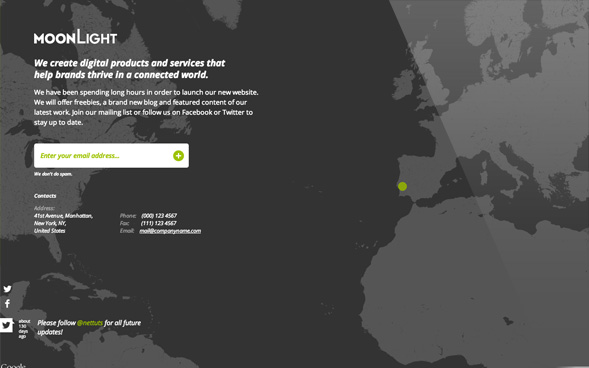 MOONLIGHT
We create digital products and services that
help brands thrive in a connected world.
We have been spending long hours in order to launch our new website.
We will offer freebies, a brand new blog and featured content of our
latest work. Join our mailing list or follow us on Facebook or Twitter to
stay up to date.
Enter your email address...
We don't do spam.
Contacts
Address:
41st Avenue, Manhattan,
New York, NY,
United States
Phone: (000) 123 4567
Fax: (111) 123 4567
Email: mail@companyname.com
about
130
days
ago
Please follow @nettuts for all future
updates!
Google